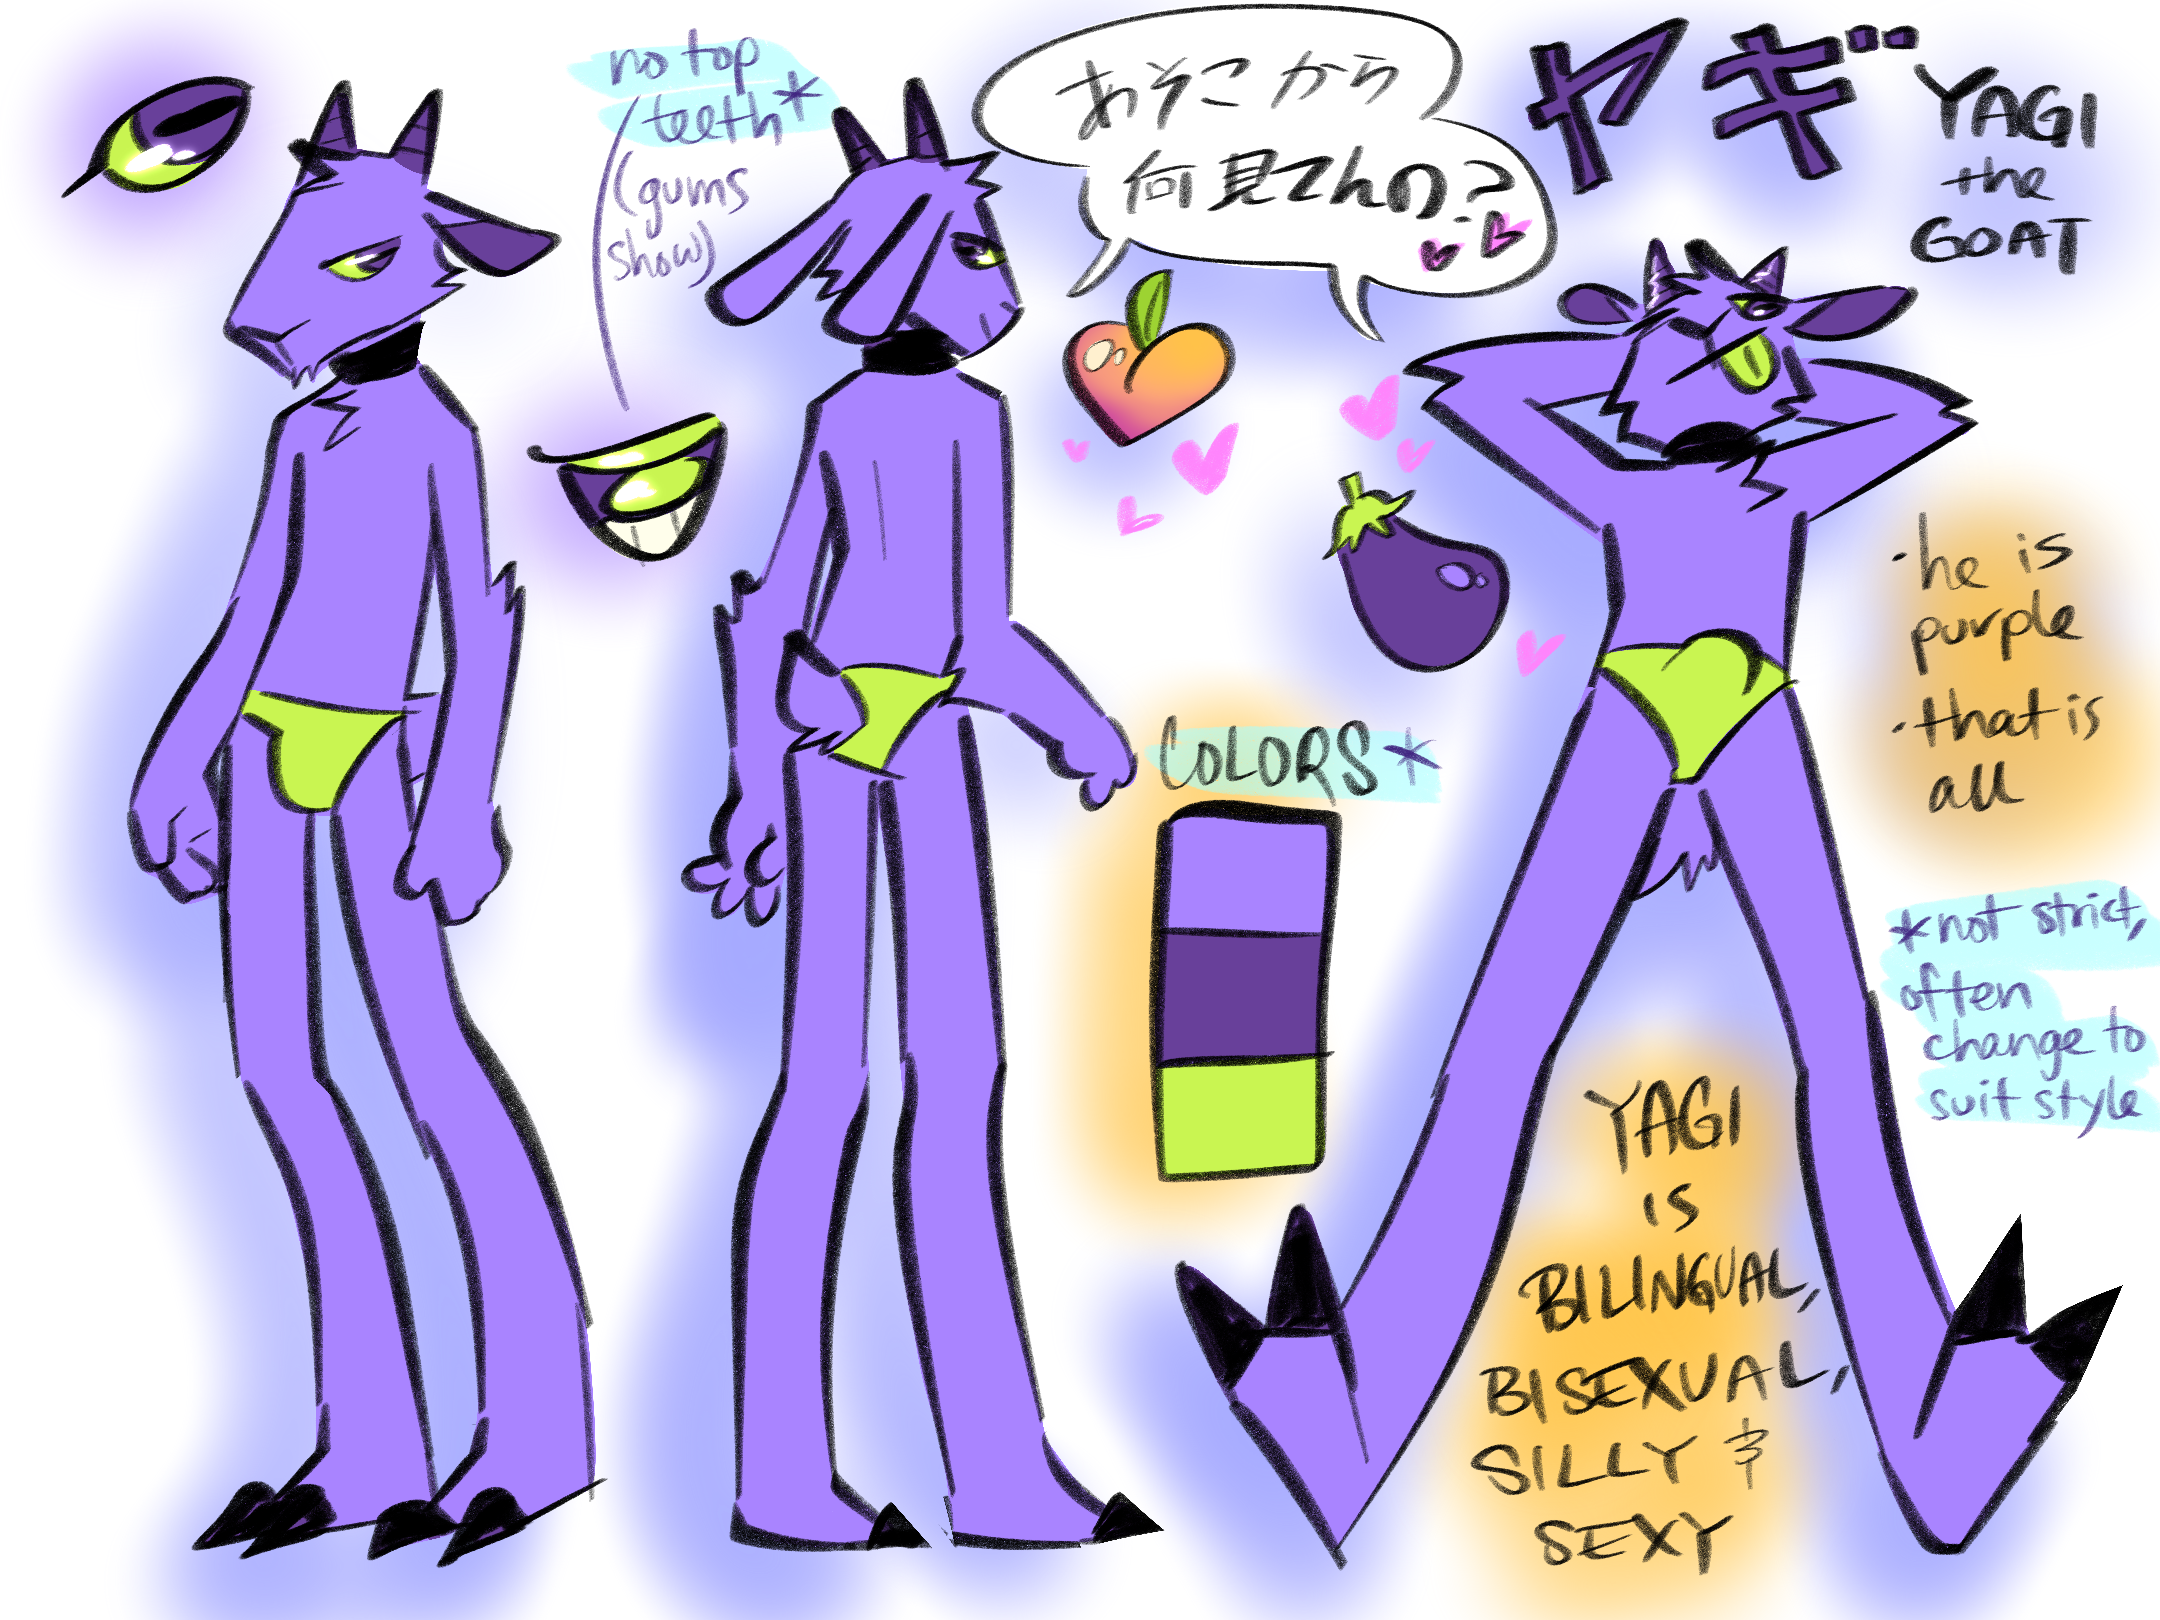 no top
teeth*
(gums
show)
あそこから
何見てんの?
ヤギ
YAGI
the
GOAT
•he is
purple
•that is
all
COLORS*
*not strict,
often
change to
suit style
YAGI
IS
BILINGUAL,
BISEXUAL,
SILLY &
SEXY